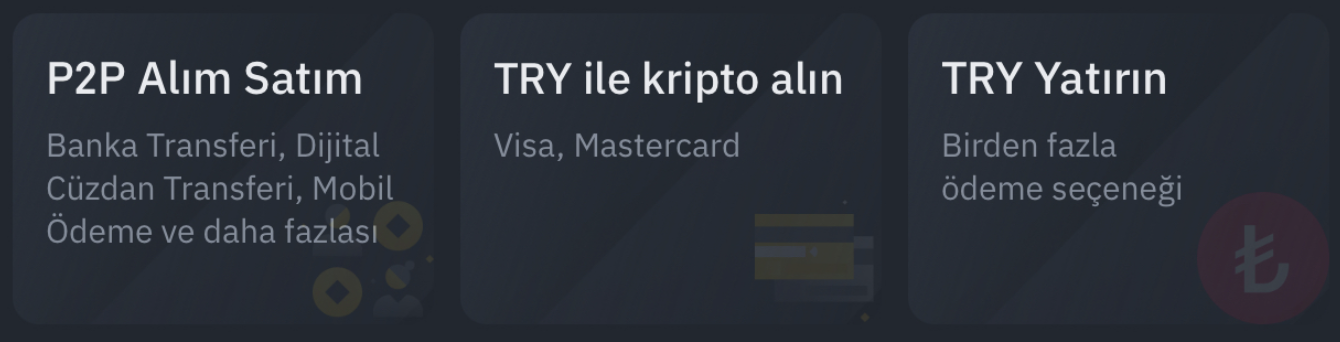 P2P Alım Satım
Banka Transferi, Dijital
Cüzdan Transferi, Mobil
Ödeme ve daha fazlası
TRY ile kripto alın
Visa, Mastercard
TRY Yatırın
Birden fazla
ödeme seçeneği
₺